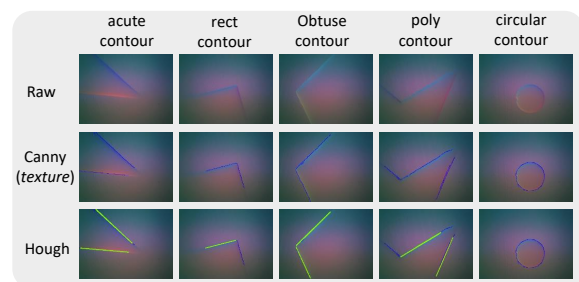 acute contour
rect contour
Obtuse contour
poly contour
circular contour
Raw
Canny
(texture)
Hough